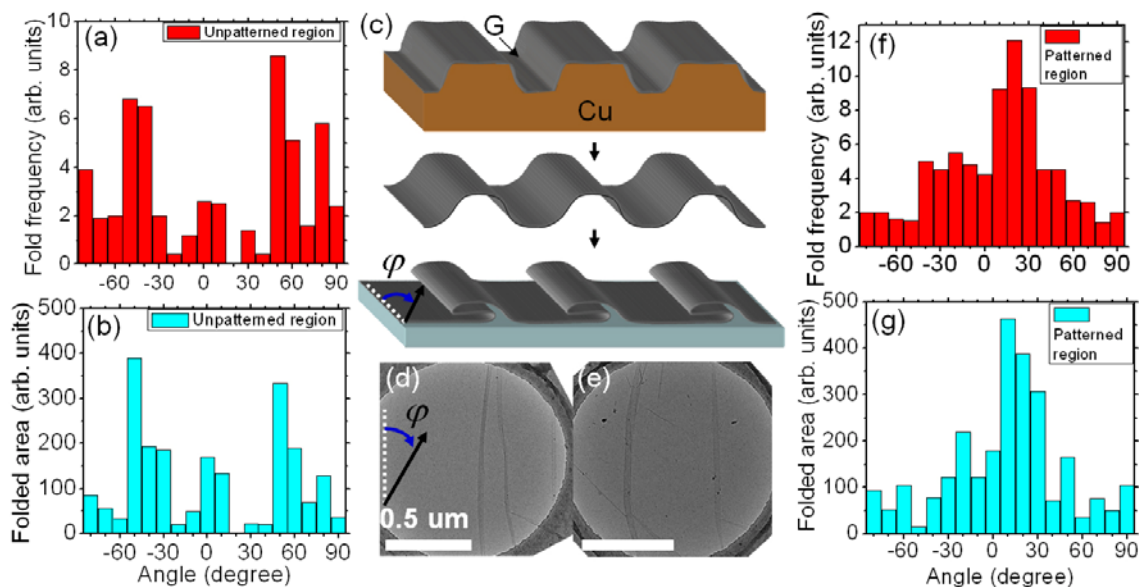 (a)
Unpatterned region
Fold frequency (arb. units)
10
8
6
4
2
0
-60 -30 0 30 60 90
(b)
Unpatterned region
Folded area (arb. units)
500
400
300
200
100
0
-60 -30 0 30 60 90
Angle (degree)
(c)
G
Cu
φ
(d)
φ
0.5 um
(e)
(f)
Patterned
region
Fold frequency (arb. units)
12
10
8
6
4
2
0
-60 -30 0 30 60 90
(g)
Patterned
region
Folded area (arb. units)
500
400
300
200
100
0
-60 -30 0 30 60 90
Angle (degree)